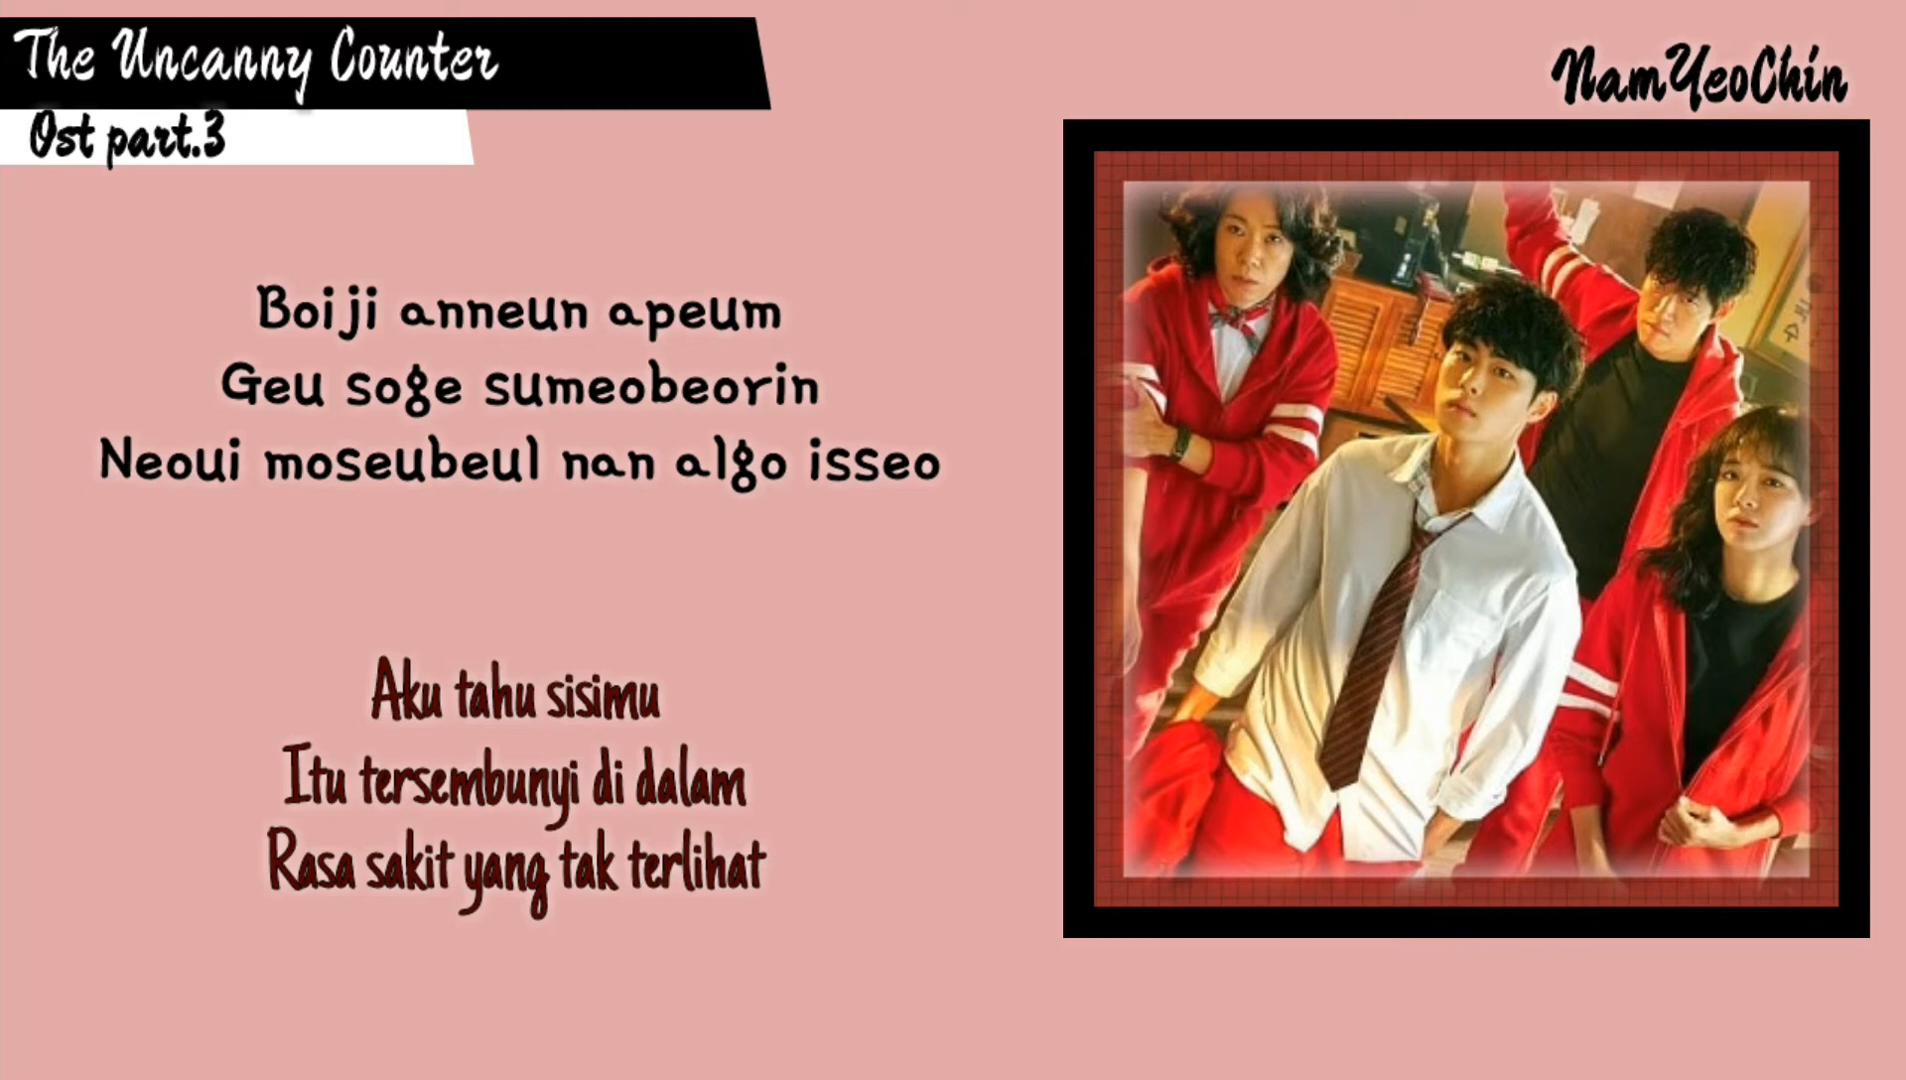 The Uncanny Counter
Ost part.3
NamYeoChin
Boiji anneun apeum
Geu soge sumeobeorin
Neoui moseubeul nan algo isseo
Aku tahu sisimu
Itu tersembunyi di dalam
Rasa sakit yang tak terlihat